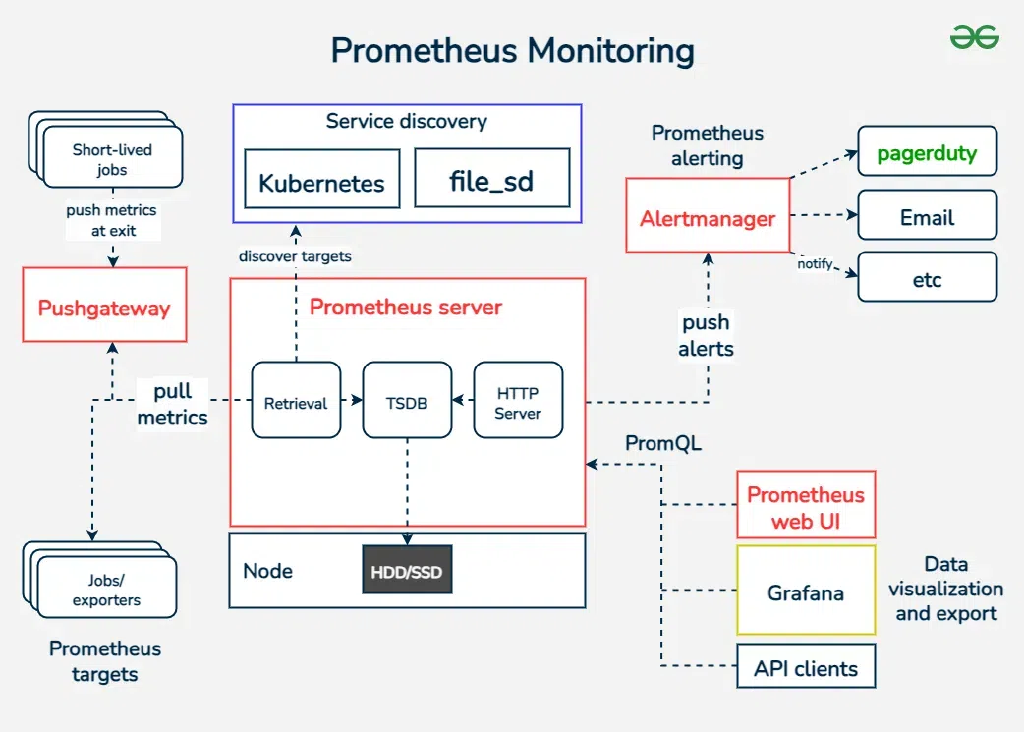 Prometheus Monitoring
Short-lived
jobs
push metrics
at exit
Pushgateway
pull
metrics
Jobs/
exporters
Prometheus
targets
Service discovery
Kubernetes
file_sd
discover targets
Prometheus server
Retrieval
TSDB
HTTP
Server
Node
HDD/SSD
Prometheus
alerting
Alertmanager
pagerduty
Email
notify
etc
push
alerts
PromQL
Prometheus
web UI
Grafana
API clients
Data
visualization
and export